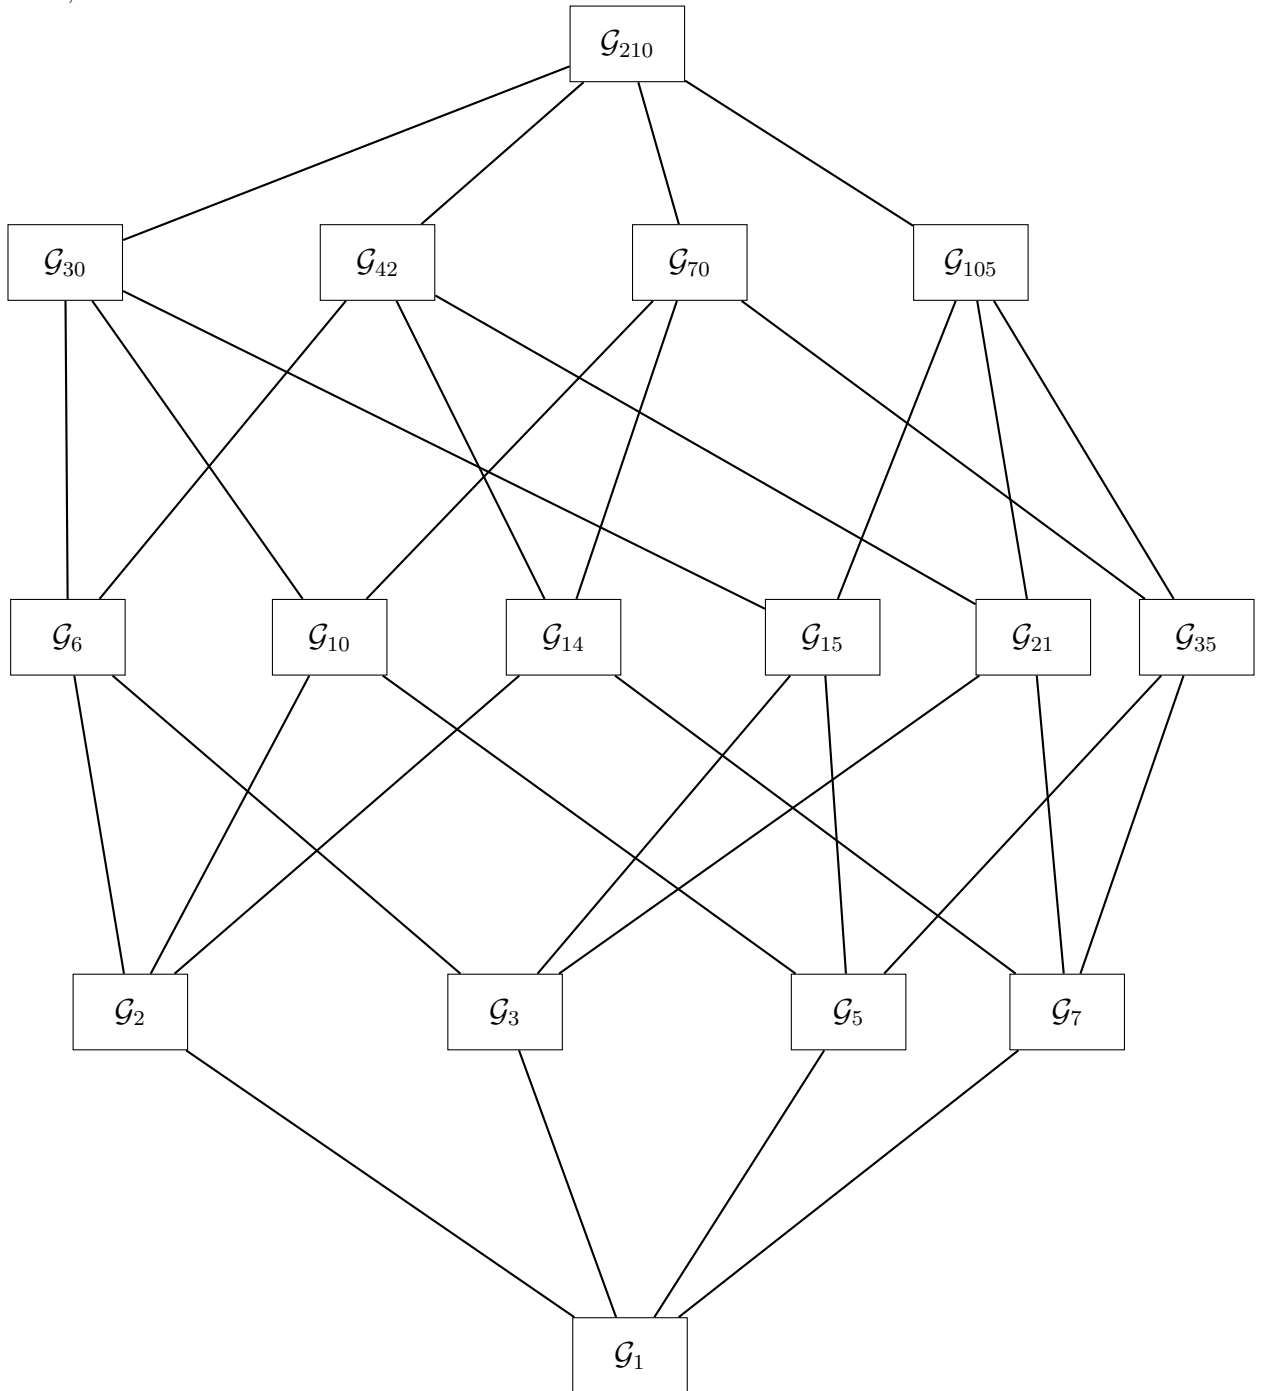 𝒢₂₁₀
𝒢₃₀ 𝒢₄₂ 𝒢₇₀ 𝒢₁₀₅
𝒢₆ 𝒢₁₀ 𝒢₁₄ 𝒢₁₅ 𝒢₂₁ 𝒢₃₅
𝒢₂ 𝒢₃ 𝒢₅ 𝒢₇
𝒢₁